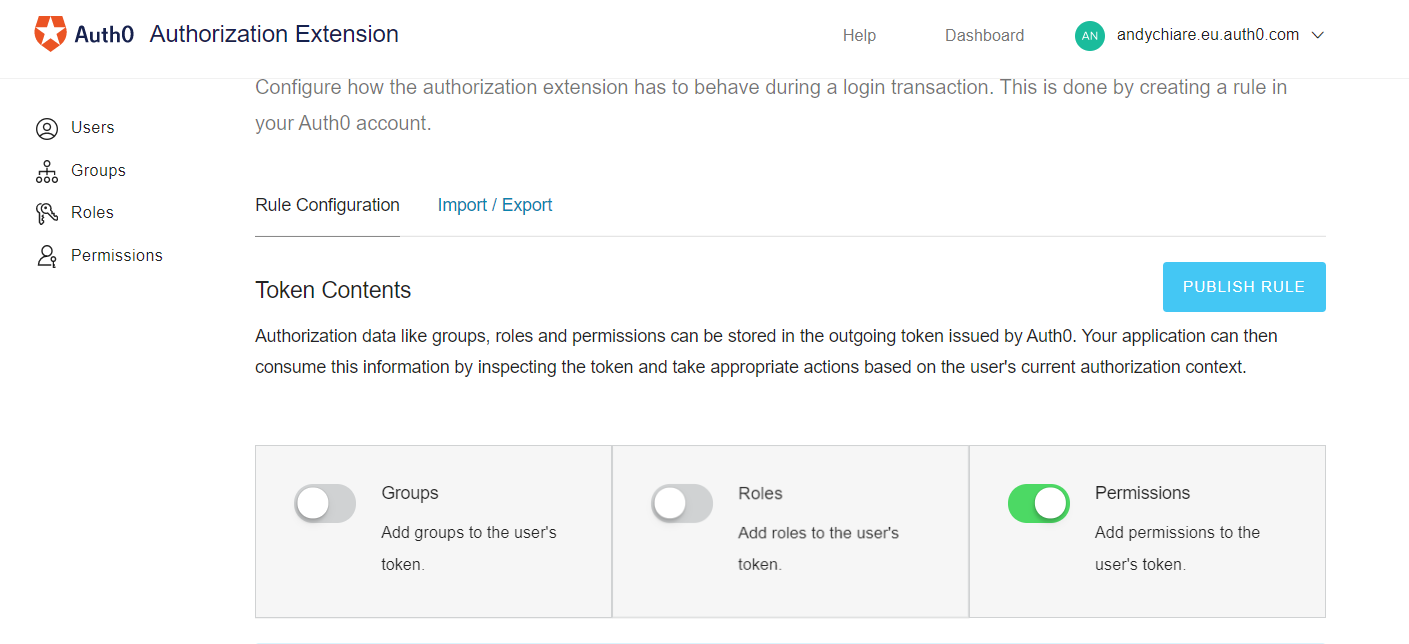 Auth0 Authorization Extension
Help Dashboard AN andychiare.eu.auth0.com
Configure how the authorization extension has to behave during a login transaction. This is done by creating a rule in
your Auth0 account.
Users
Groups
Roles
Permissions
Rule Configuration Import / Export
Token Contents
PUBLISH RULE
Authorization data like groups, roles and permissions can be stored in the outgoing token issued by Auth0. Your application can then
consume this information by inspecting the token and take appropriate actions based on the user's current authorization context.
Groups
Add groups to the user's
token.
Roles
Add roles to the user's
token.
Permissions
Add permissions to the
user's token.